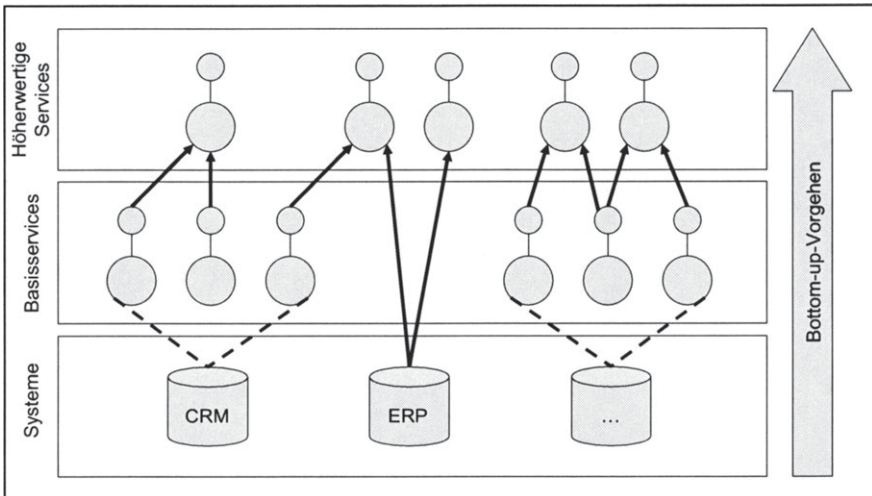 Höherwertige
Services
Basisservices
Systeme
CRM
ERP
...
Bottom-up-Vorgehen